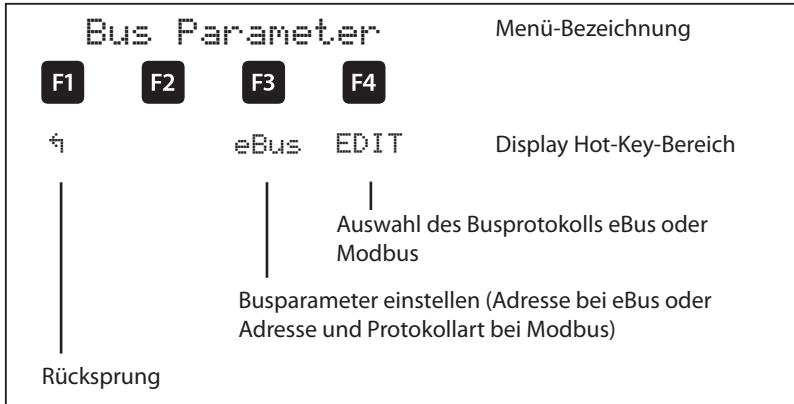 Bus Parameter Menü-Bezeichnung
F1 F2 F3 F4
eBus EDIT Display Hot-Key-Bereich
Auswahl des Busprotokolls eBus oder
Modbus
Busparameter einstellen (Adresse bei eBus oder
Adresse und Protokollart bei Modbus)
Rücksprung